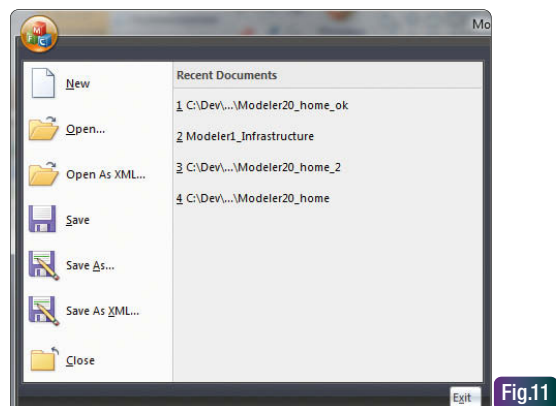 Mo
M
F C
New
Open...
Open As XML...
Save
Save As...
Save As XML...
Close
Recent Documents
1 C:\Dev\...\Modeler20_home_ok
2 Modeler1_Infrastructure
3 C:\Dev\...\Modeler20_home_2
4 C:\Dev\...\Modeler20_home
Exit
Fig.11